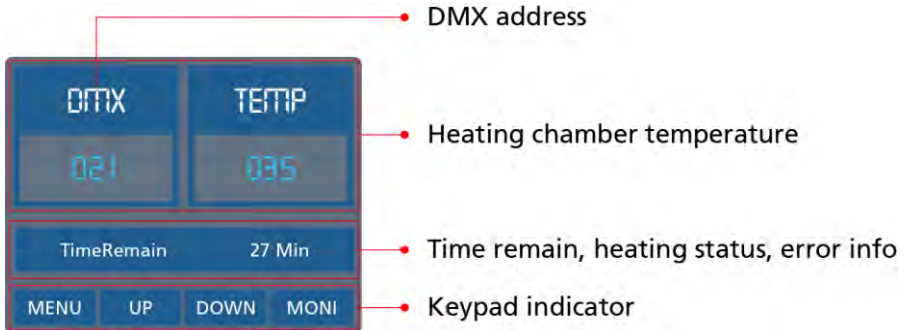 DMX address
DMX TEMP
Heating chamber temperature
021 035
TimeRemain 27 Min
Time remain, heating status, error info
MENU UP DOWN MONI
Keypad indicator